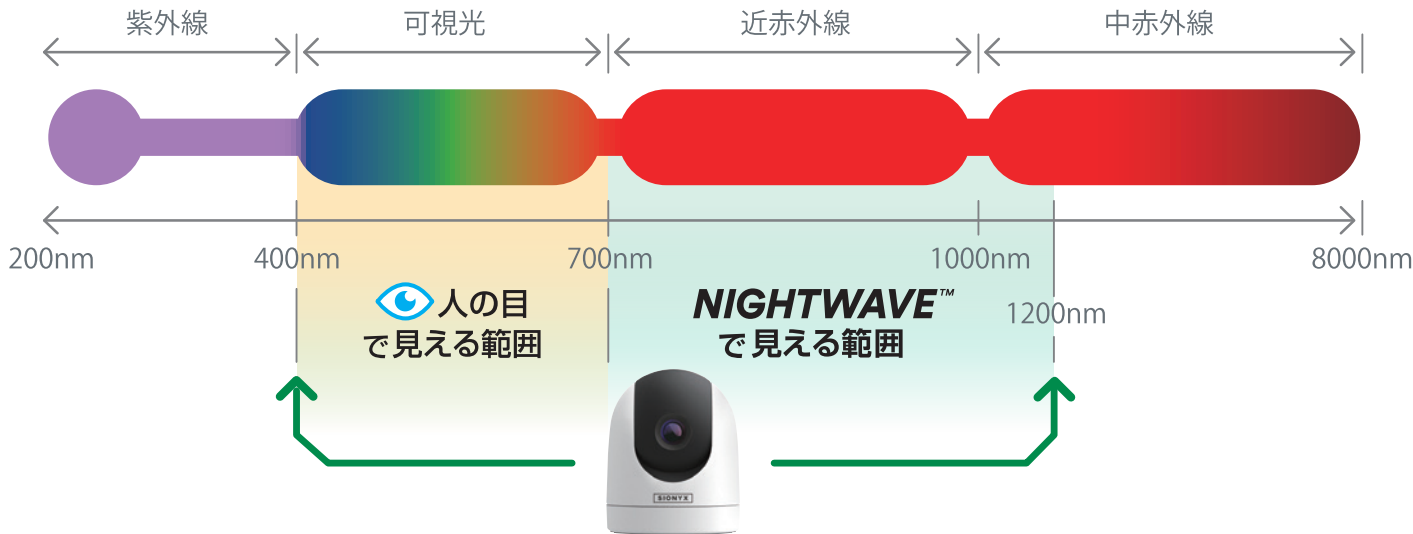 紫外線
可視光
近赤外線
中赤外線
200nm
400nm
700nm
1000nm
8000nm
1200nm
人の目
で見える範囲
NIGHTWAVE™
で見える範囲
SIONYX